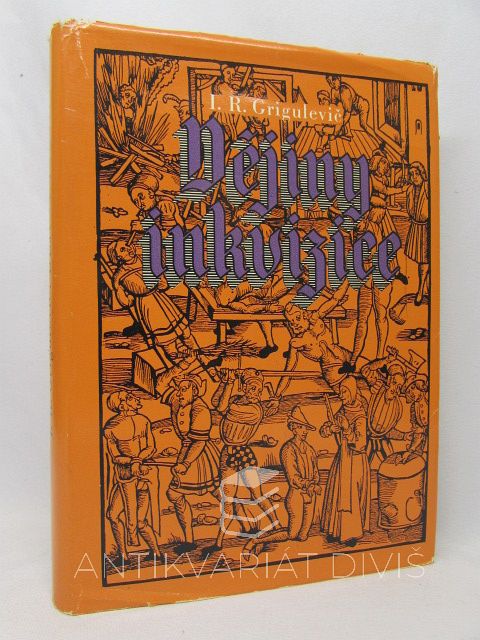 I. R. Grigulevič
Dějiny
inkvizice
ANTIKVARIÁT DIVIŠ